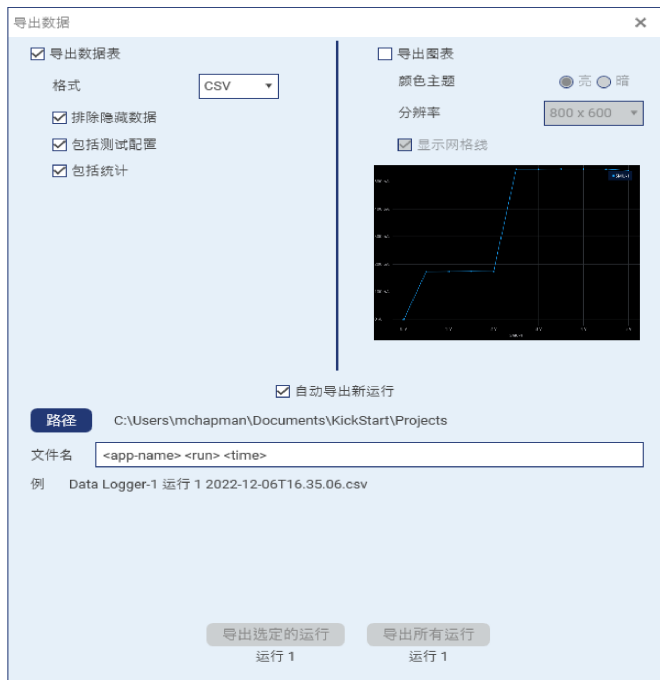 导出数据
导出数据表
格式 CSV
排除隐藏数据
包括测试配置
包括统计
导出图表
颜色主题 亮 暗
分辨率 800 x 600
显示网格线
自动导出新运行
路径 C:\Users\mchapman\Documents\KickStart\Projects
文件名 <app-name> <run> <time>
例 Data Logger-1 运行 1 2022-12-06T16.35.06.csv
导出选定的运行 导出所有运行
运行 1 运行 1